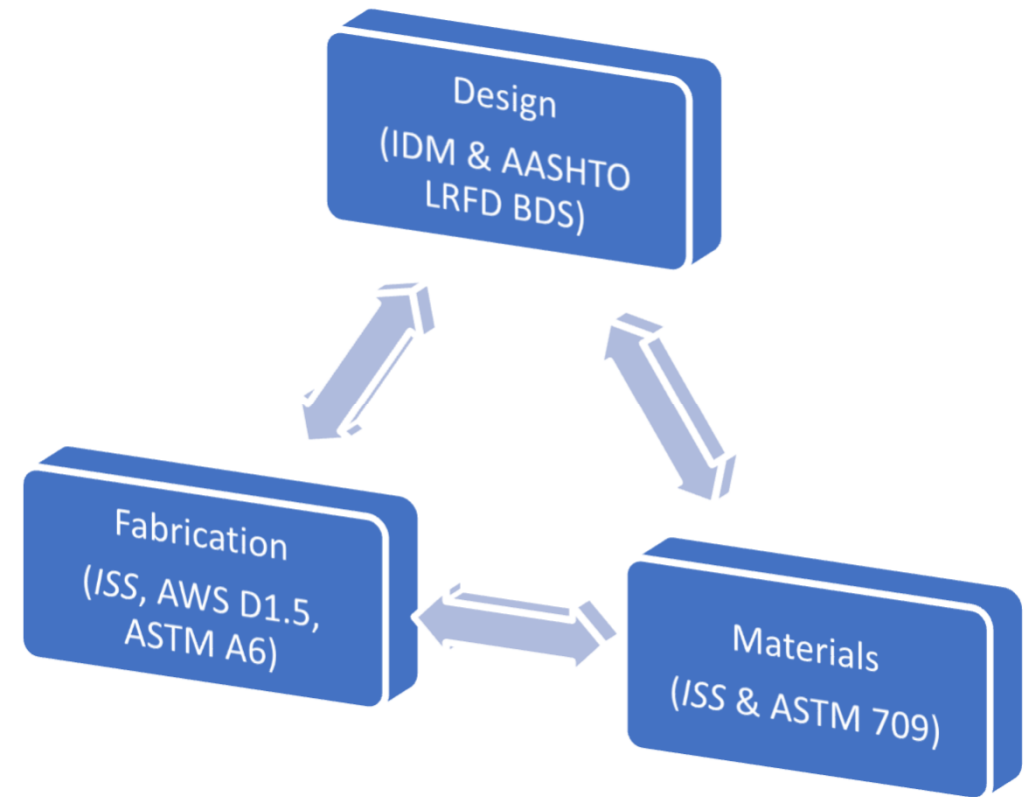 Design
(IDM & AASHTO
LRFD BDS)
Fabrication
(ISS, AWS D1.5,
ASTM A6)
Materials
(ISS & ASTM 709)